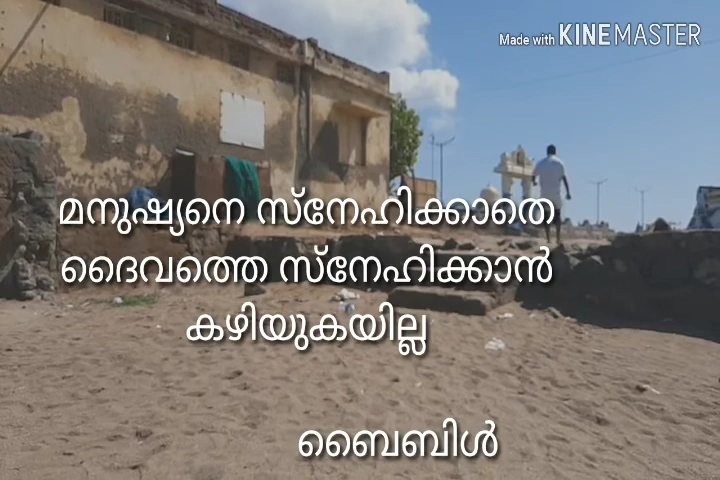 Made with KINEMASTER
മനുഷ്യനെ സ്നേഹിക്കാതെ
ദൈവത്തെ സ്നേഹിക്കാൻ
കഴിയുകയില്ല
ബൈബിൾ